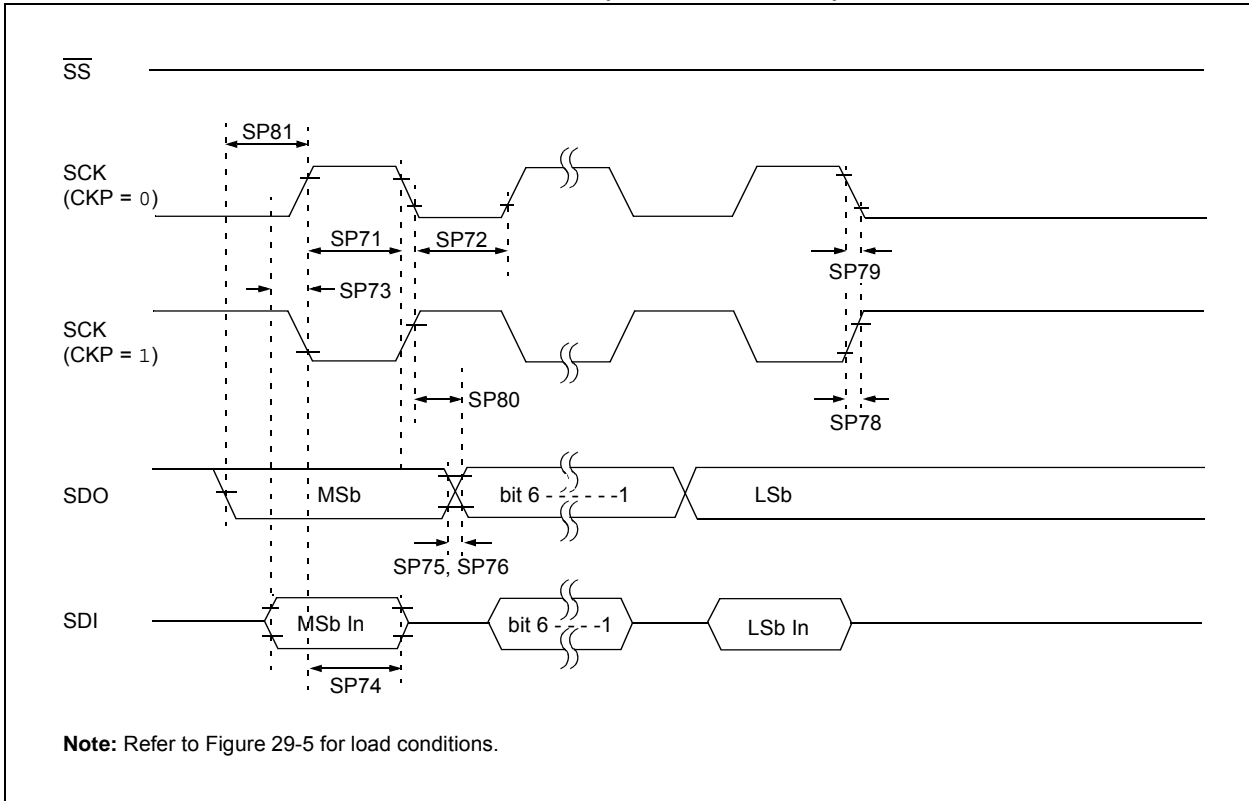 SS
SP81
SCK
(CKP = 0)
SP71
SP72
SP79
SP73
SCK
(CKP = 1)
SP80
SP78
SDO
MSb
bit 6 - - - - - -1
LSb
SP75, SP76
SDI
MSb In
bit 6 - - - -1
LSb In
SP74
Note: Refer to Figure 29-5 for load conditions.